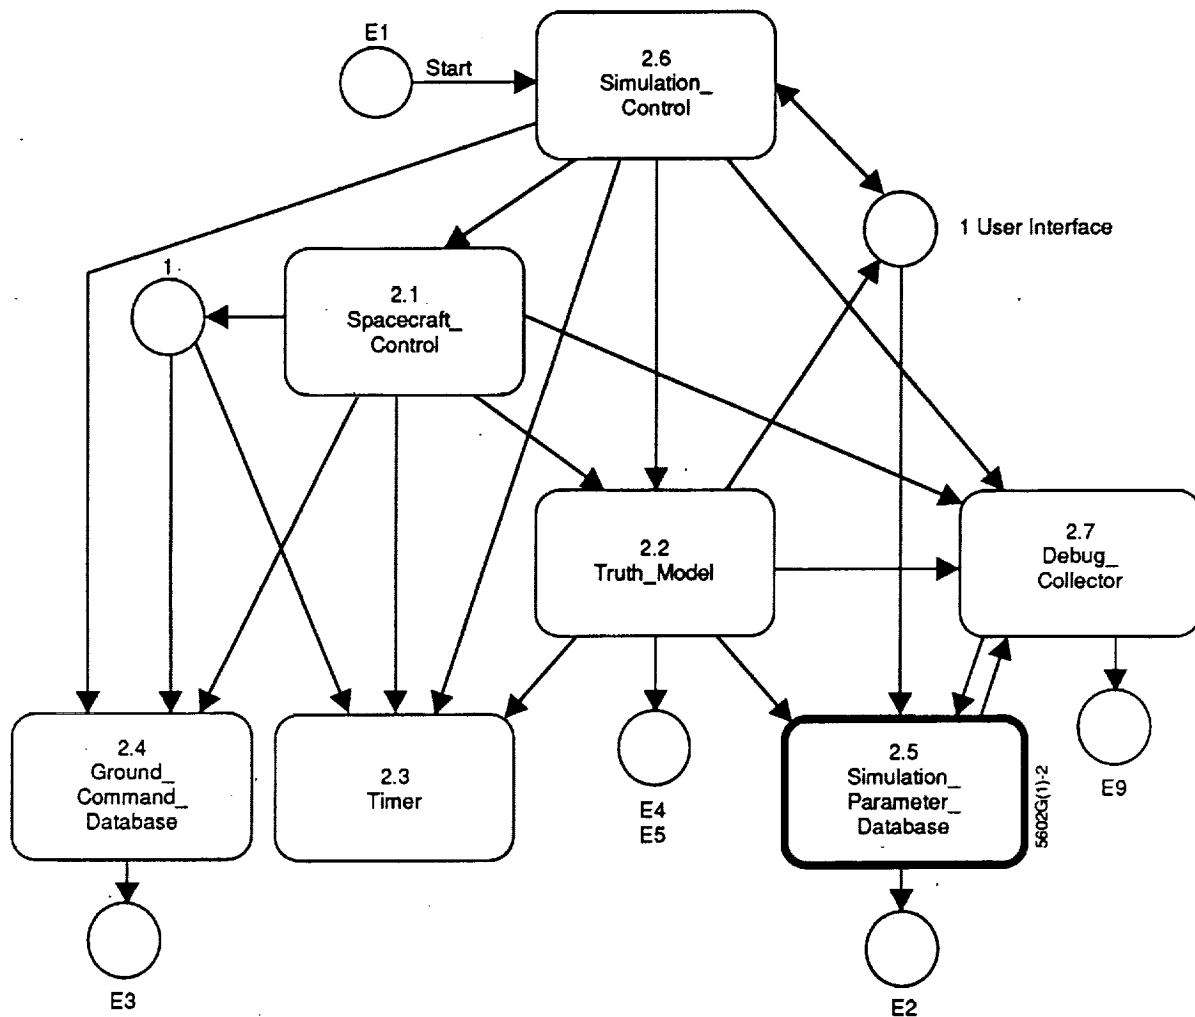 E1
Start
2.6
Simulation_
Control
1 User Interface
1
2.1
Spacecraft_
Control
2.2
Truth_Model
2.7
Debug_
Collector
2.4
Ground_
Command_
Database
2.3
Timer
E4
E5
2.5
Simulation_
Parameter_
Database
5602G(1)-2
E9
E3
E2